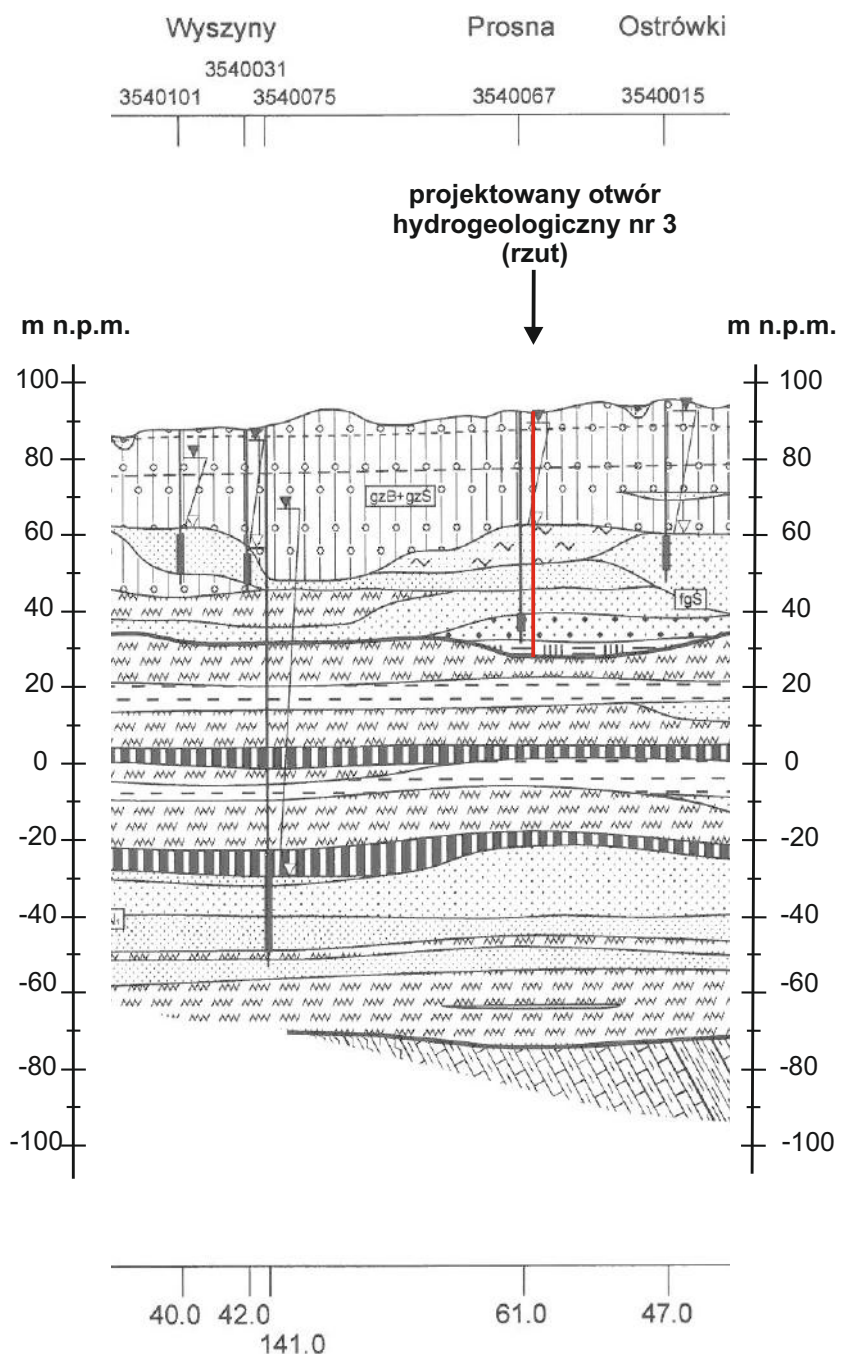 Wyszyny Prosna Ostrówki
3540031
3540101 3540075 3540067 3540015
projektowany otwór
hydrogeologiczny nr 3
(rzut)
m n.p.m. m n.p.m.
100 100
80 80
gzB+gzŚ
60 60
fgŚ
40 40
20 20
0 0
-20 -20
-40 -40
-60 -60
-80 -80
-100 -100
40.0 42.0 61.0 47.0
141.0